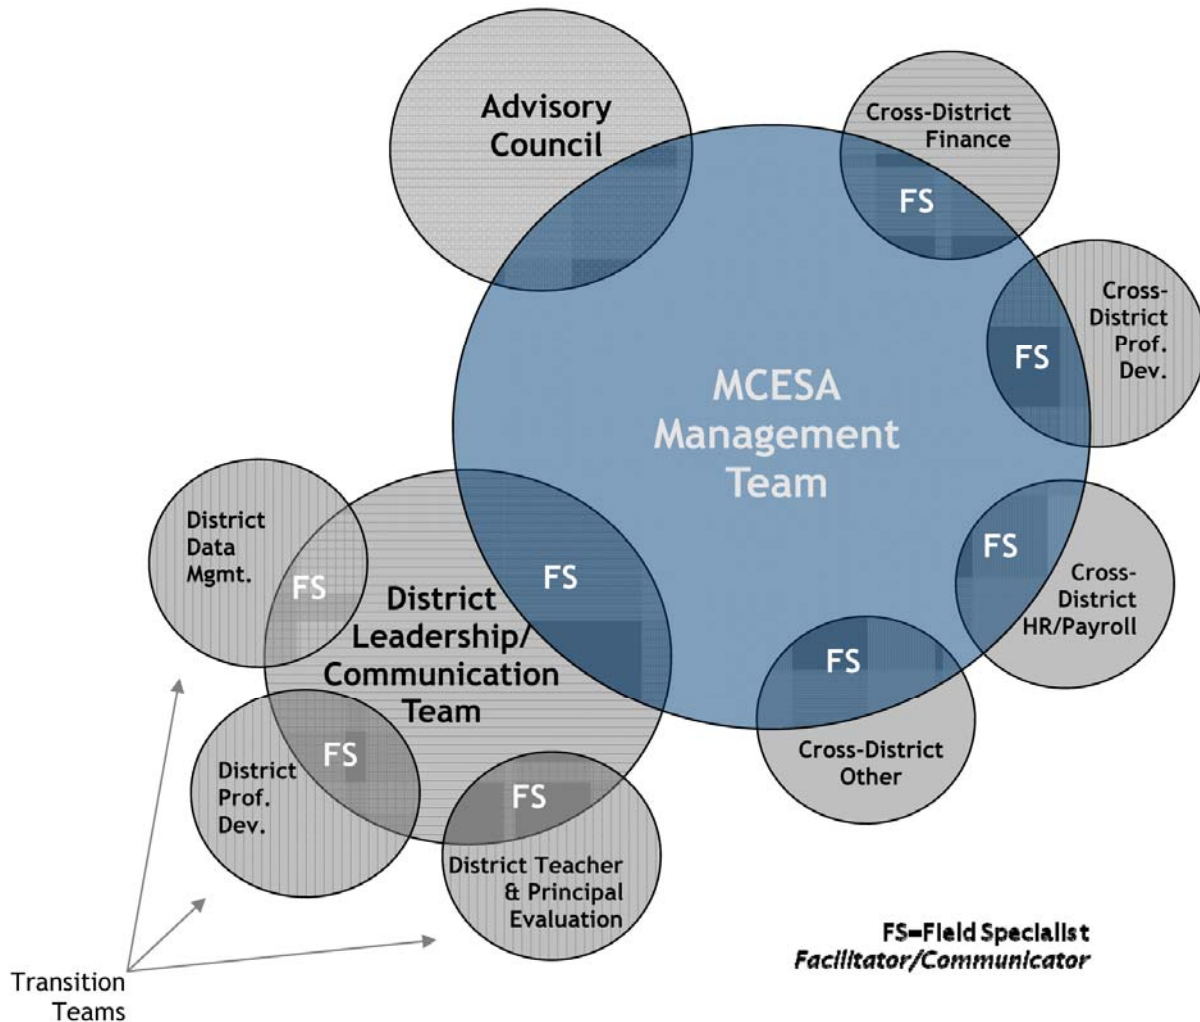 Advisory
Council
Cross-District
Finance
FS
Cross-
District
Prof.
Dev.
FS
MCESA
Management
Team
FS
Cross-
District
HR/Payroll
FS
Cross-District
Other
FS
District
Data
Mgmt.
FS
District
Leadership/
Communication
Team
FS
District
Prof.
Dev.
FS
District Teacher
& Principal
Evaluation
FS=Field Specialist
Facilitator/Communicator
Transition
Teams